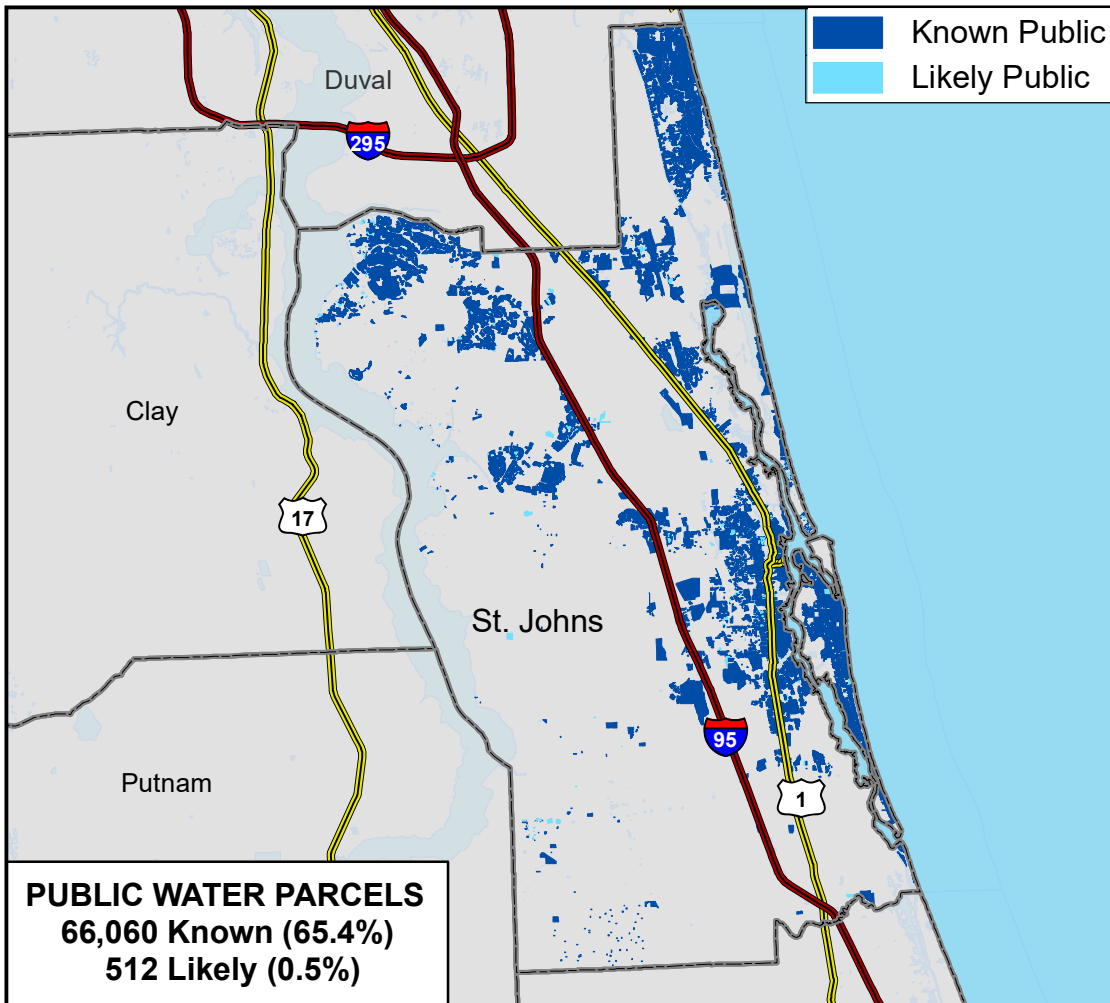 Known Public
Likely Public
Duval
295
Clay
17
St. Johns
95
Putnam
1
PUBLIC WATER PARCELS
66,060 Known (65.4%)
512 Likely (0.5%)